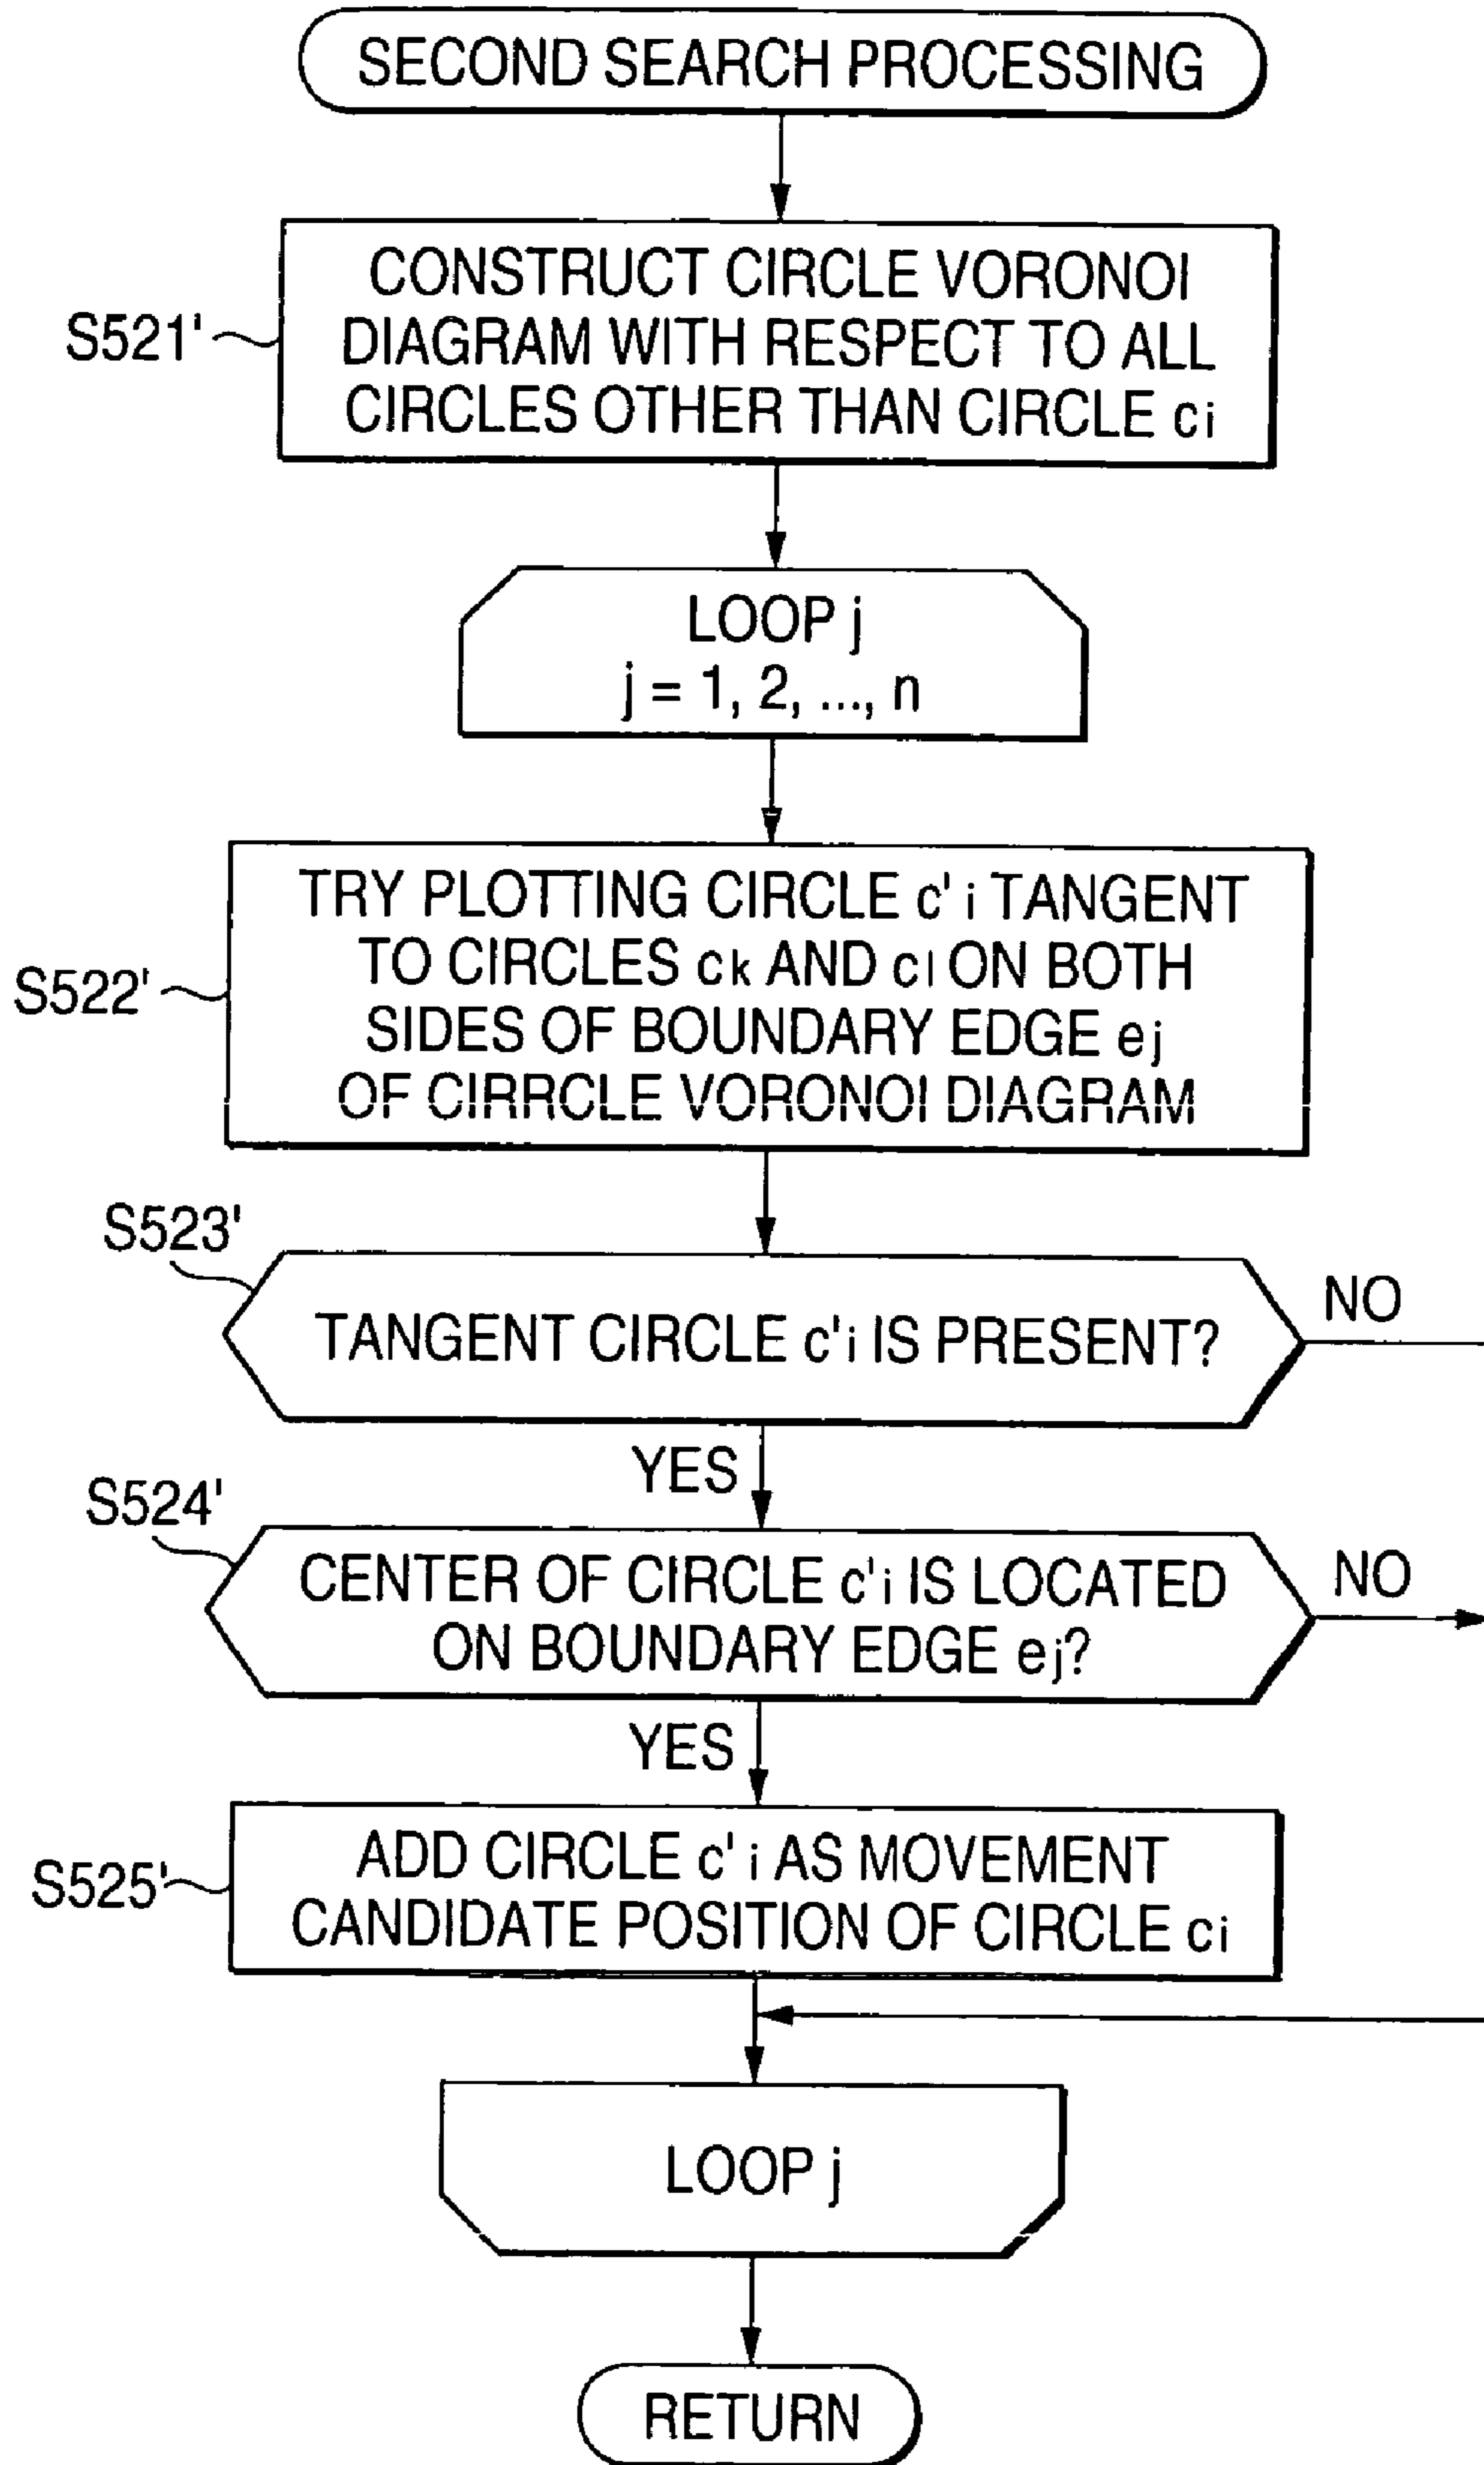 SECOND SEARCH PROCESSING
S521'
CONSTRUCT CIRCLE VORONOI
DIAGRAM WITH RESPECT TO ALL
CIRCLES OTHER THAN CIRCLE ci
LOOP j
j = 1, 2, ..., n
S522'
TRY PLOTTING CIRCLE c'i TANGENT
TO CIRCLES ck AND cl ON BOTH
SIDES OF BOUNDARY EDGE ej
OF CIRRCLE VORONOI DIAGRAM
S523'
TANGENT CIRCLE c'i IS PRESENT?
NO
YES
S524'
CENTER OF CIRCLE c'i IS LOCATED
ON BOUNDARY EDGE ej?
NO
YES
S525'
ADD CIRCLE c'i AS MOVEMENT
CANDIDATE POSITION OF CIRCLE ci
LOOP j
RETURN